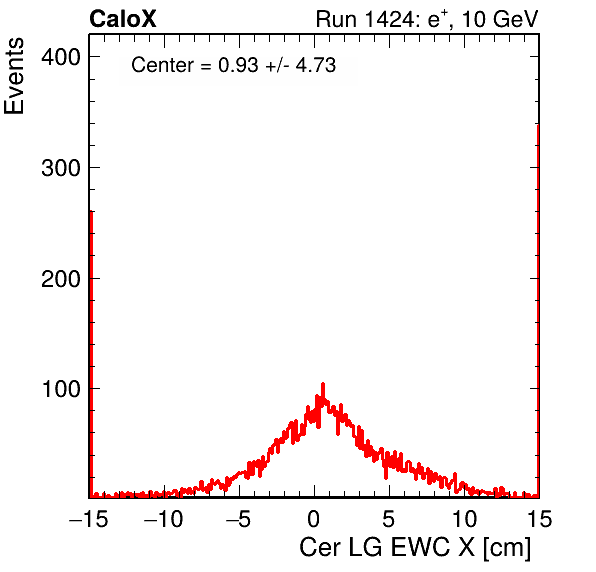 CaloX Run 1424: e⁺, 10 GeV
Center = 0.93 +/- 4.73
Events
400
300
200
100
−15 −10 −5 0 5 10 15
Cer LG EWC X [cm]